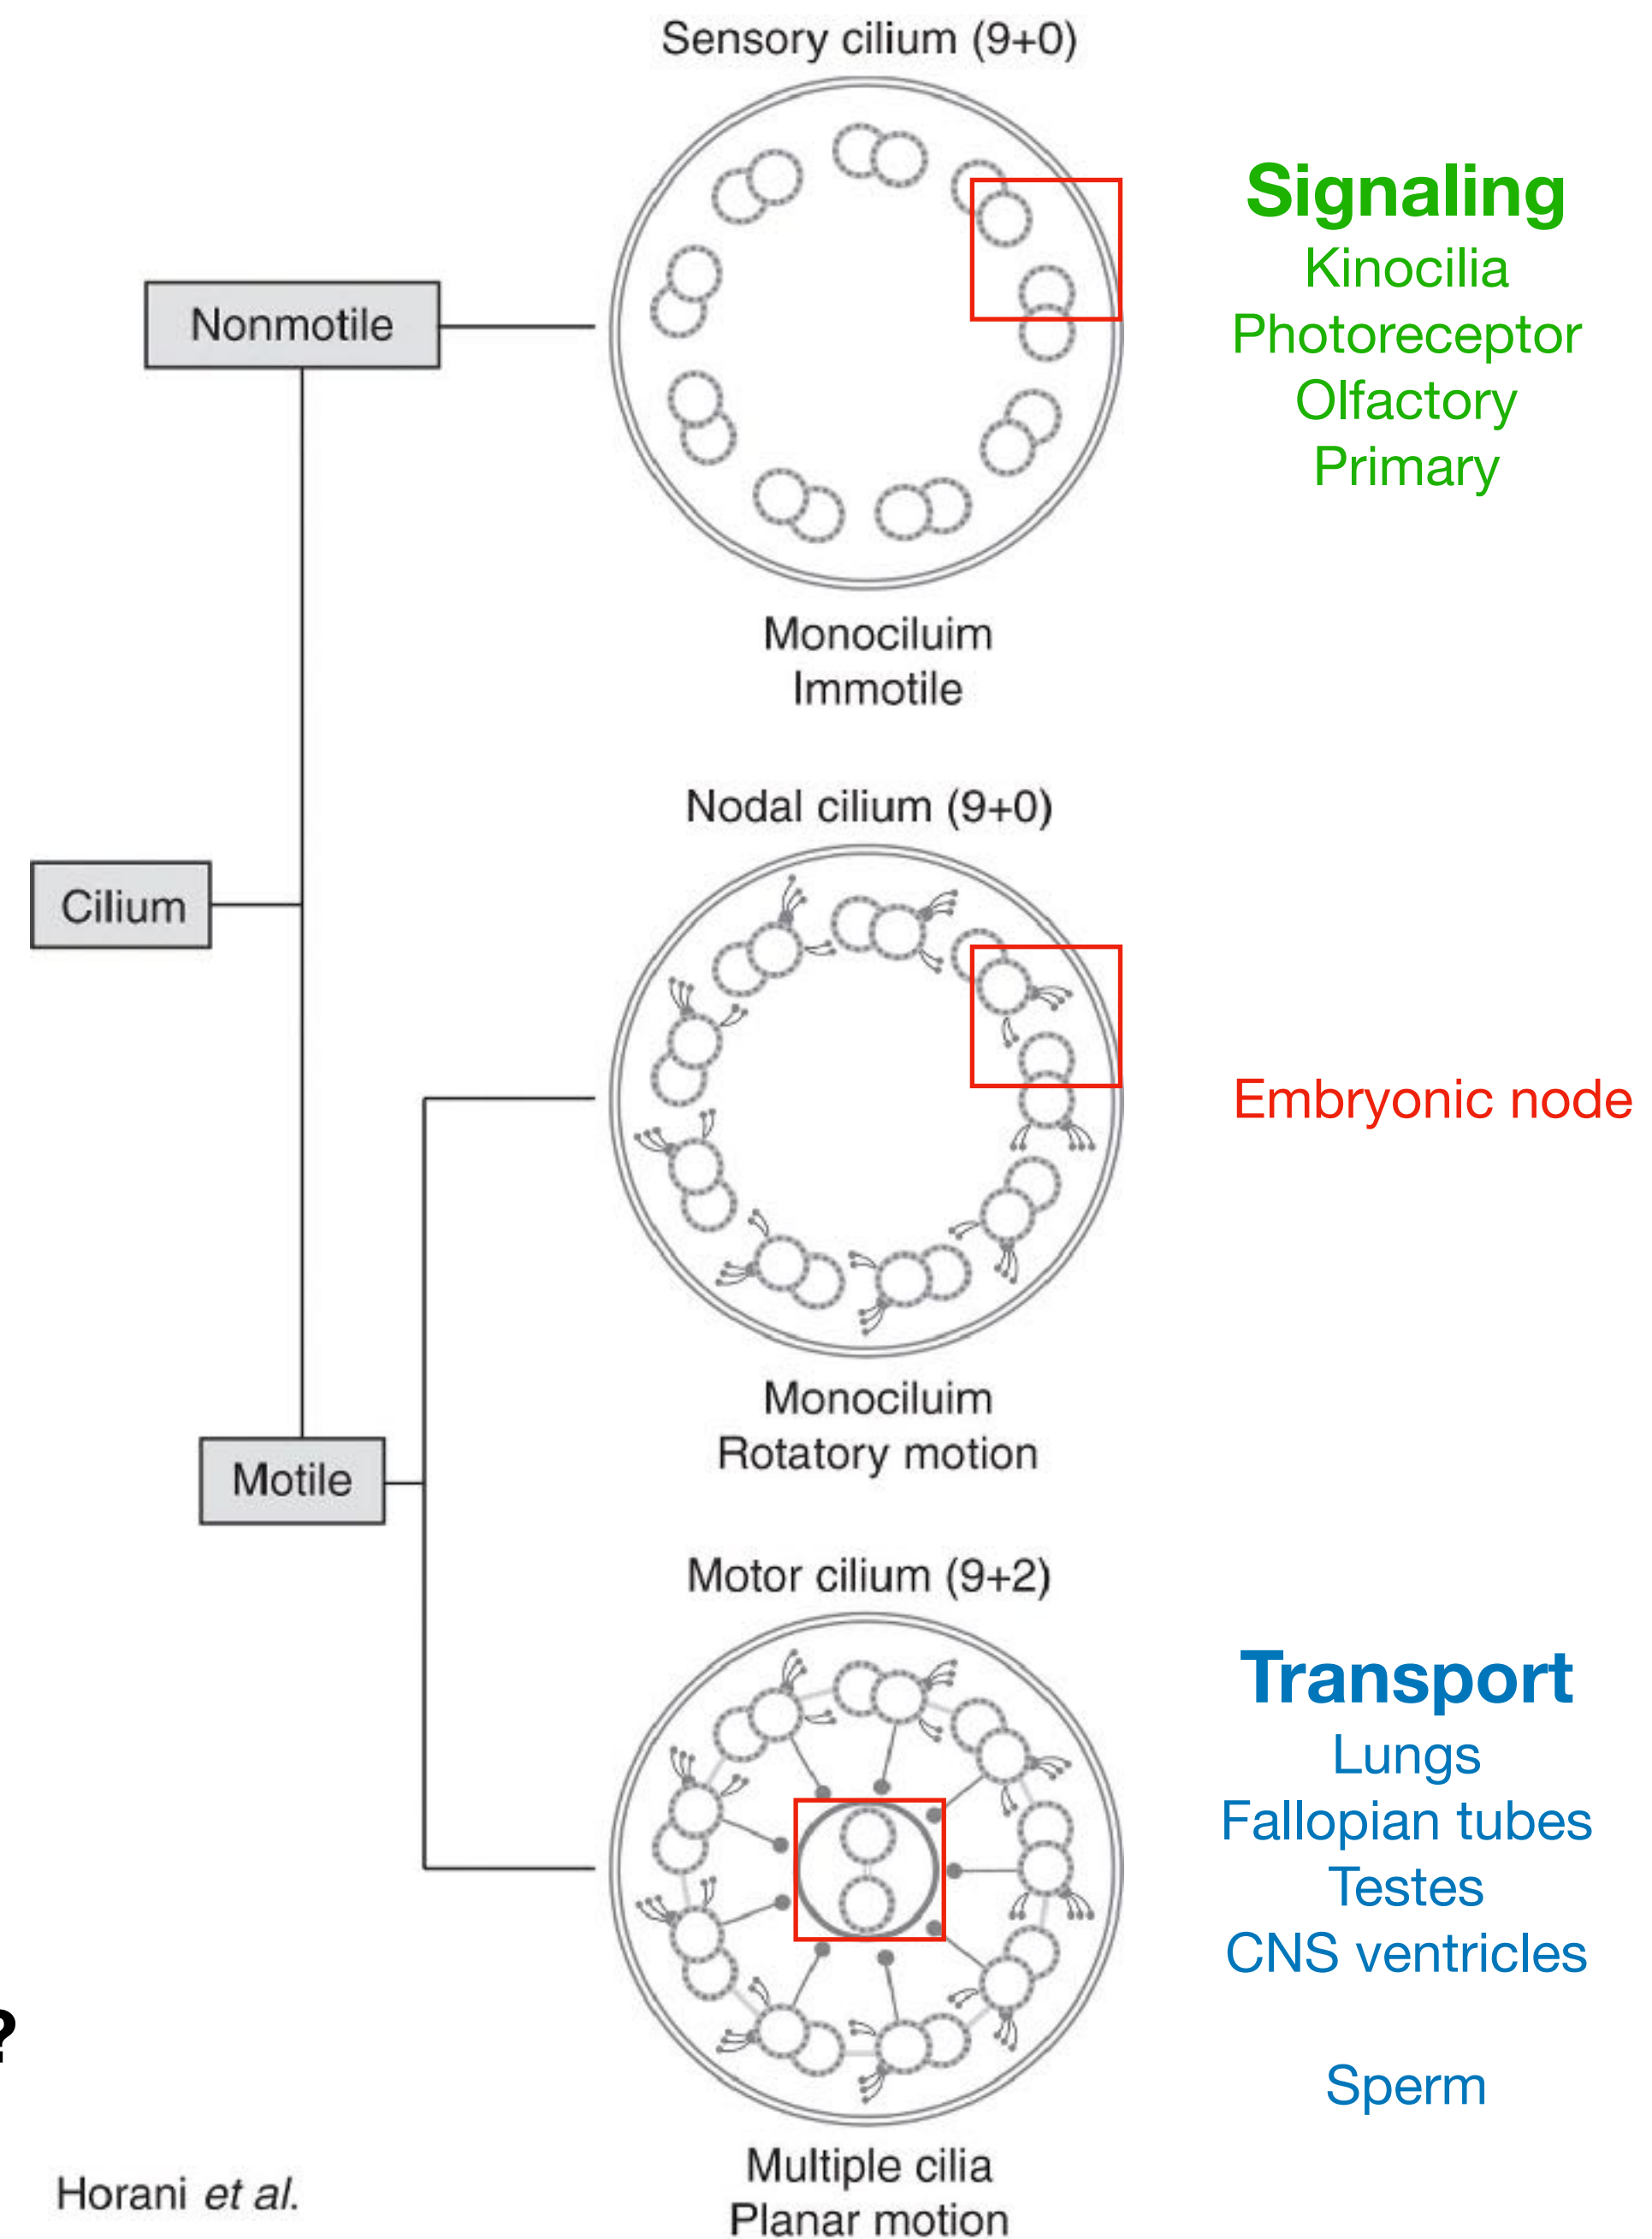 Sensory cilium (9+0)
Signaling
Kinocilia
Photoreceptor
Olfactory
Primary
Nonmotile
Monociluim
Immotile
Nodal cilium (9+0)
Cilium
Embryonic node
Monociluim
Rotatory motion
Motile
Motor cilium (9+2)
Transport
Lungs
Fallopian tubes
Testes
CNS ventricles
Sperm
?
Multiple cilia
Planar motion
Horani et al.